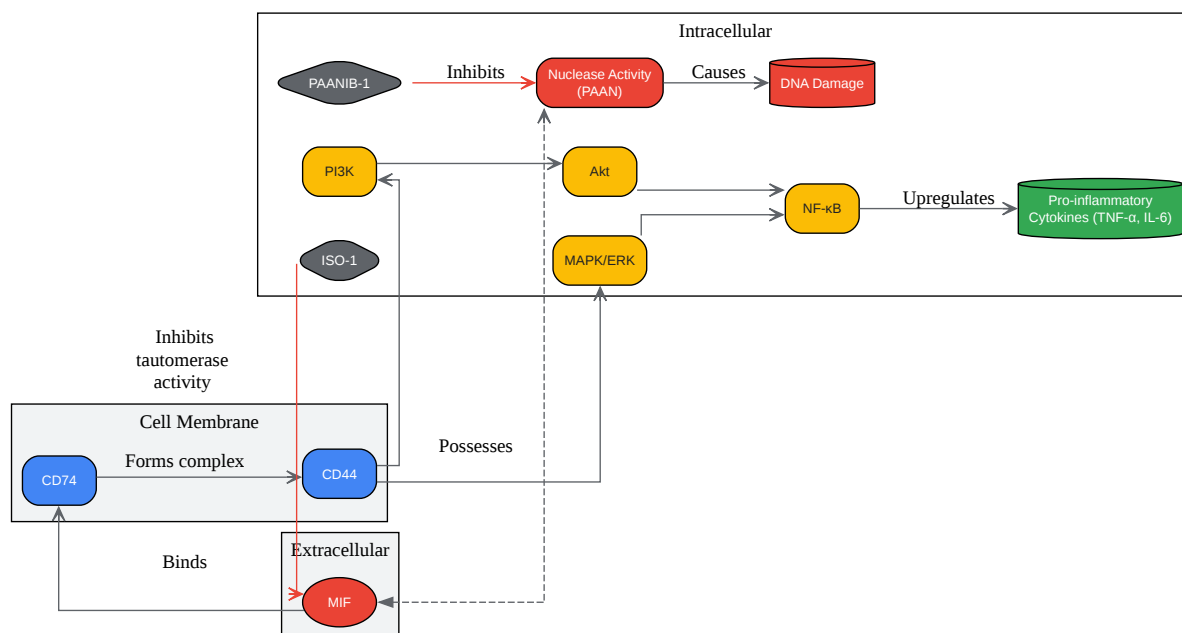 Intracellular
PAANIB-1
Inhibits
Nuclease Activity
(PAAN)
Causes
DNA Damage
PI3K
Akt
NF-κB
Upregulates
Pro-inflammatory
Cytokines (TNF-α, IL-6)
ISO-1
MAPK/ERK
Inhibits
tautomerase
activity
Cell Membrane
CD74
Forms complex
CD44
Possesses
Binds
Extracellular
MIF